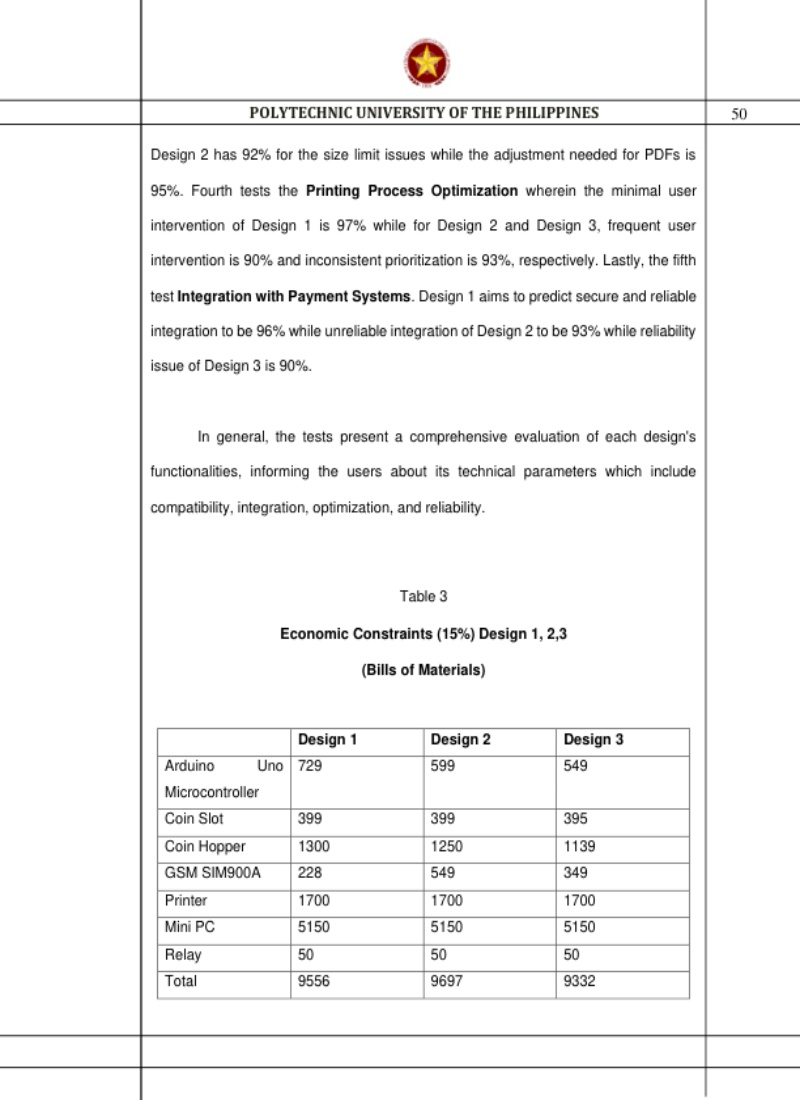 POLYTECHNIC UNIVERSITY OF THE PHILIPPINES 50
Design 2 has 92% for the size limit issues while the adjustment needed for PDFs is
95%. Fourth tests the Printing Process Optimization wherein the minimal user
intervention of Design 1 is 97% while for Design 2 and Design 3, frequent user
intervention is 90% and inconsistent prioritization is 93%, respectively. Lastly, the fifth
test Integration with Payment Systems. Design 1 aims to predict secure and reliable
integration to be 96% while unreliable integration of Design 2 to be 93% while reliability
issue of Design 3 is 90%.
In general, the tests present a comprehensive evaluation of each design's
functionalities, informing the users about its technical parameters which include
compatibility, integration, optimization, and reliability.
Table 3
Economic Constraints (15%) Design 1, 2,3
(Bills of Materials)
Design 1 Design 2 Design 3
Arduino Uno 729 599 549
Microcontroller
Coin Slot 399 399 395
Coin Hopper 1300 1250 1139
GSM SIM900A 228 549 349
Printer 1700 1700 1700
Mini PC 5150 5150 5150
Relay 50 50 50
Total 9556 9697 9332